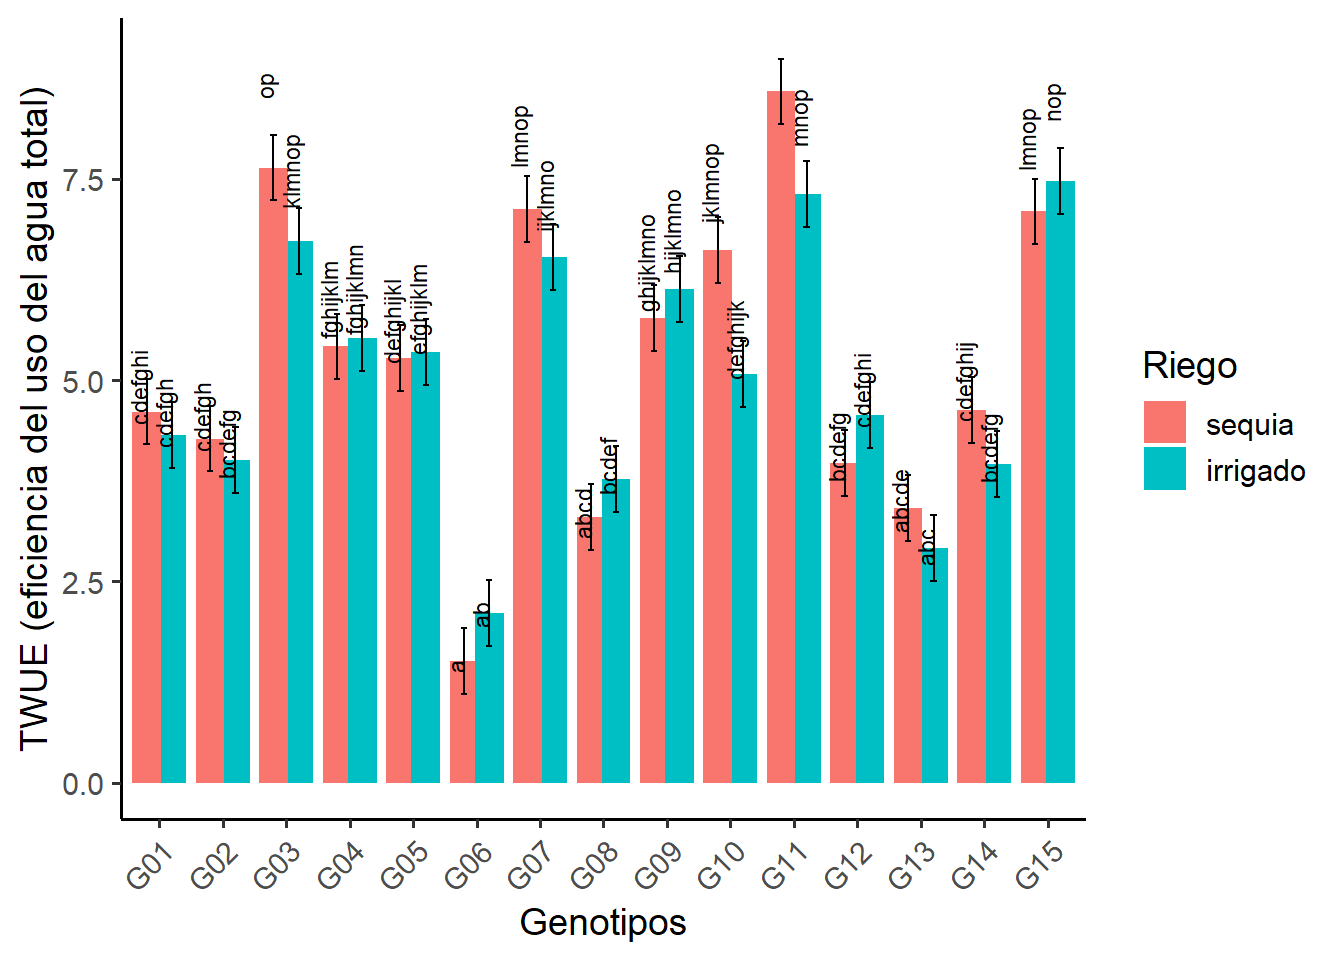 TWUE (eficiencia del uso del agua total)
7.5
5.0
2.5
0.0
cdefghi
cdefgh
cdefgh
bcdefg
op
klmnop
fghijklm
fghijklmn
defghijkl
efghijklm
a
ab
lmnop
ijklmno
abcd
bcdef
ghijklmno
hijklmno
jklmnop
defghijk
mnop
bcdefg
cdefghi
abcde
abc
cdefghij
bcdefg
lmnop
nop
G01
G02
G03
G04
G05
G06
G07
G08
G09
G10
G11
G12
G13
G14
G15
Genotipos
Riego
sequia
irrigado